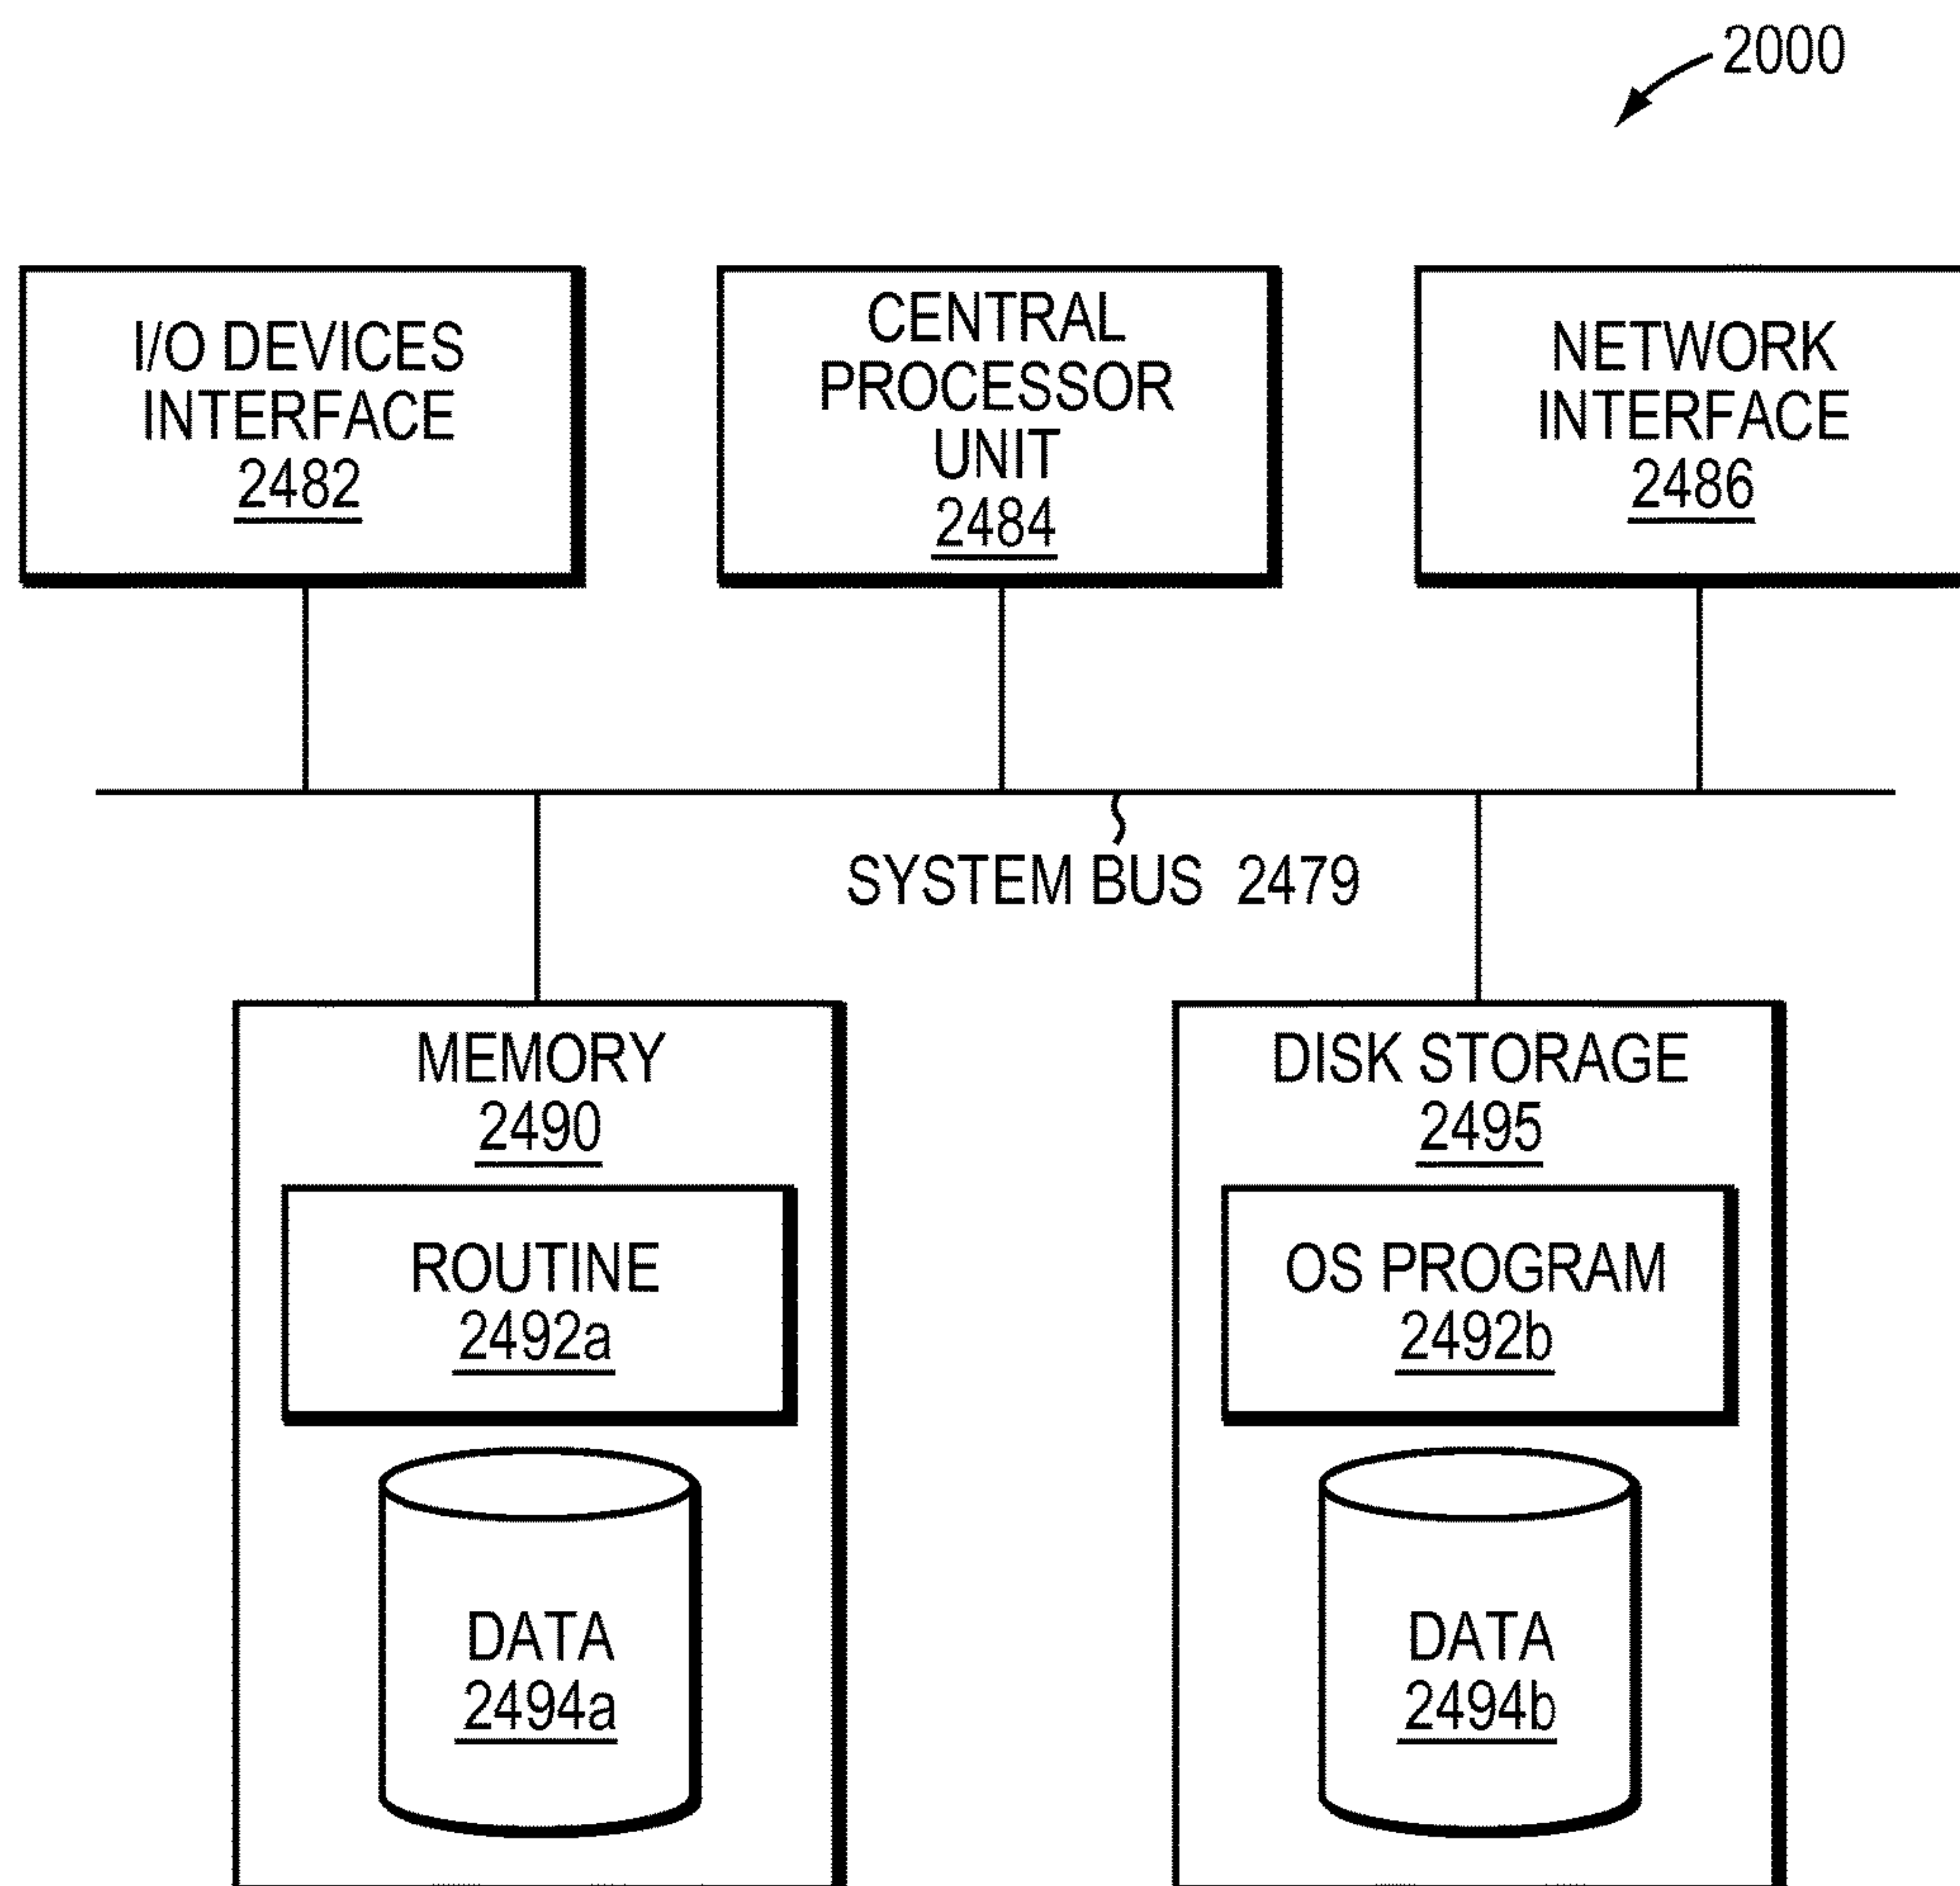 2000
I/O DEVICES
INTERFACE
2482
CENTRAL
PROCESSOR
UNIT
2484
NETWORK
INTERFACE
2486
SYSTEM BUS 2479
MEMORY
2490
ROUTINE
2492a
DATA
2494a
DISK STORAGE
2495
OS PROGRAM
2492b
DATA
2494b